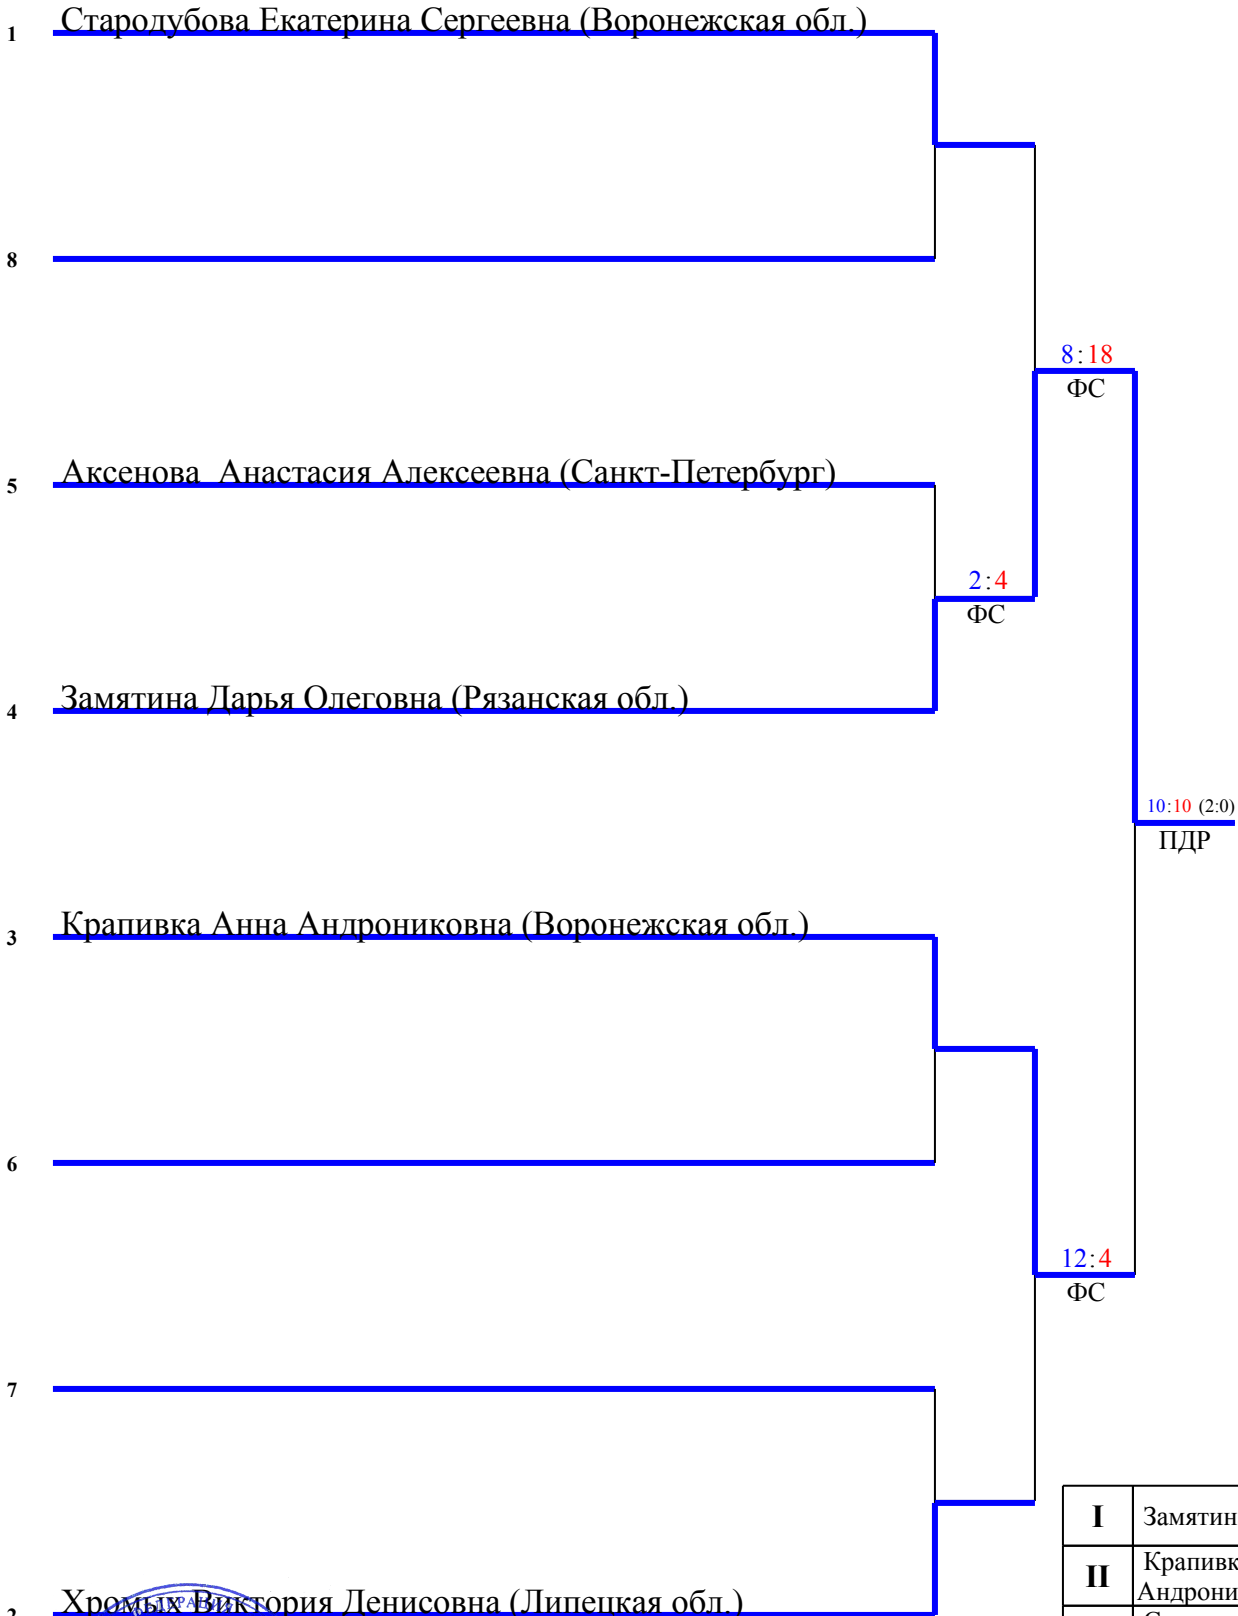 1 Стародубова Екатерина Сергеевна (Воронежская обл.)
8
8:18
ФС
5 Аксенова Анастасия Алексеевна (Санкт-Петербург)
2:4
ФС
4 Замятина Дарья Олеговна (Рязанская обл.)
10:10 (2:0)
ПДР
3 Крапивка Анна Андрониковна (Воронежская обл.)
6
12:4
ФС
7
I Замятин
II Крапивк
Андрони
2 Хромых Виктория Денисовна (Липецкая обл.)